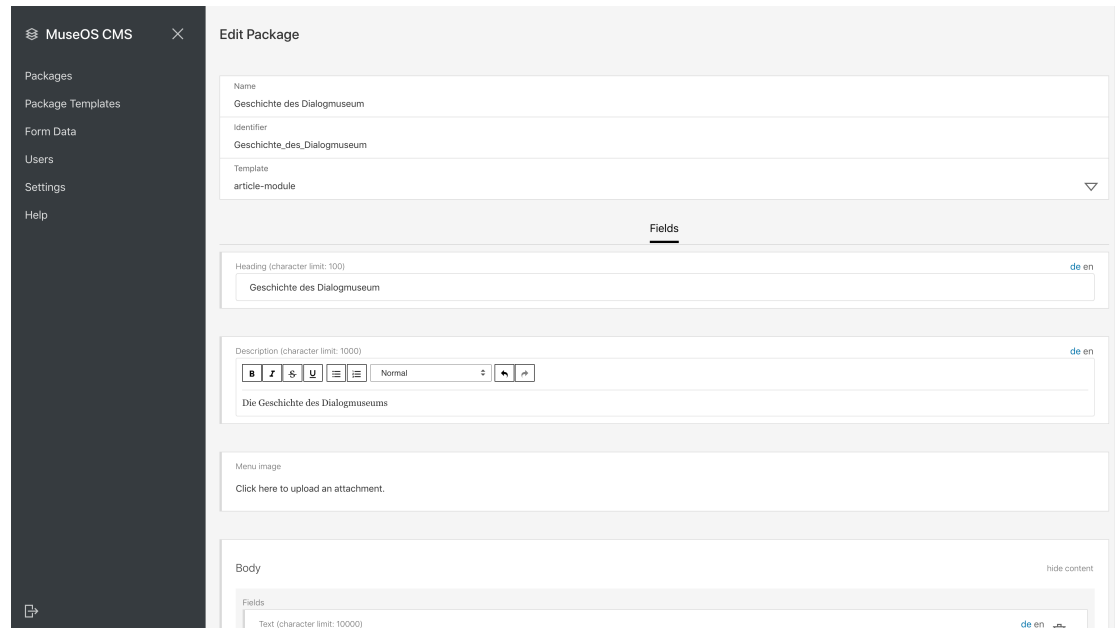 MuseOS CMS
Packages
Package Templates
Form Data
Users
Settings
Help
Edit Package
Name
Geschichte des Dialogmuseum
Identifier
Geschichte_des_Dialogmuseum
Template
article-module
Fields
Heading (character limit: 100) de en
Geschichte des Dialogmuseum
Description (character limit: 1000) de en
B I S U Normal
Die Geschichte des Dialogmuseums
Menu image
Click here to upload an attachment.
Body hide content
Fields
Text (character limit: 10000) de en